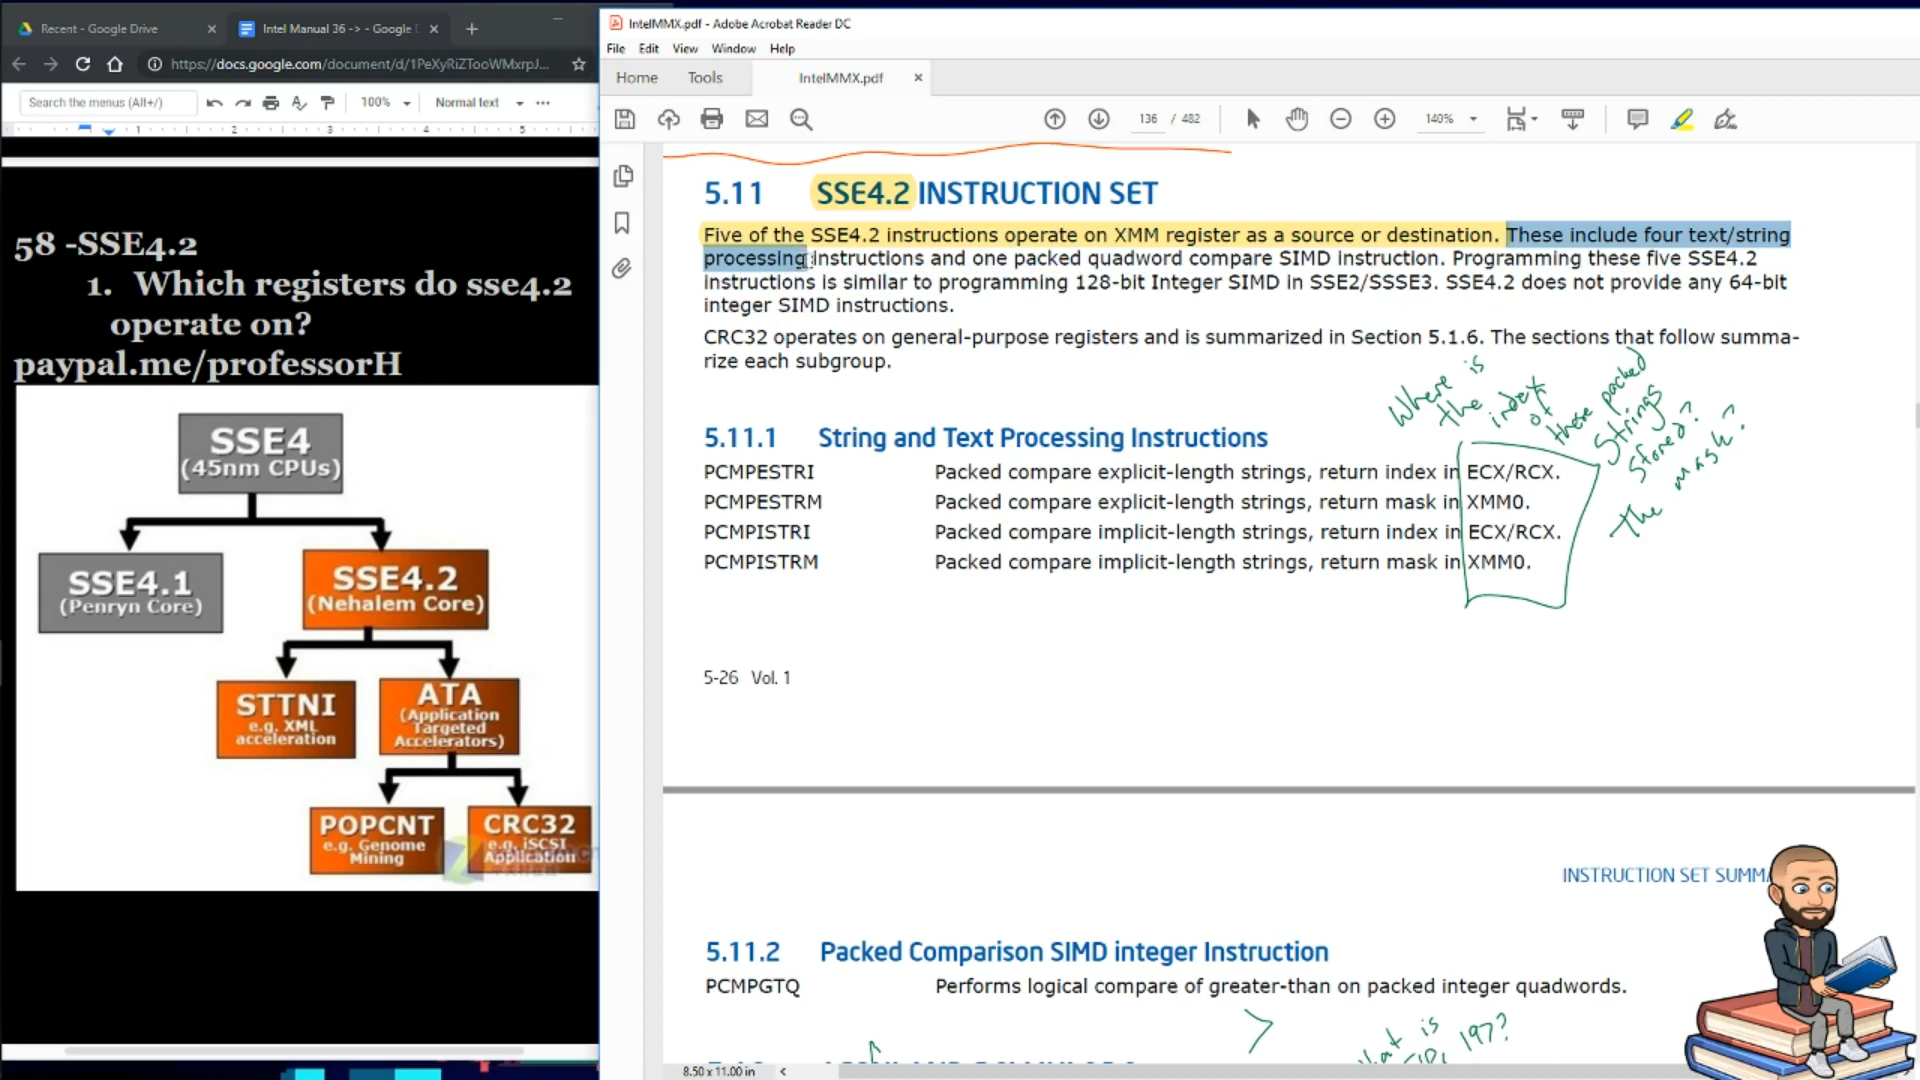 Recent - Google Drive
Intel Manual 36 -> - Google D
https://docs.google.com/document/d/1PeXyRiZTooWMxrpJ...
Search the menus (Alt+/)
100%
Normal text
1 2 3 4 5
58 -SSE4.2
1. Which registers do sse4.2
operate on?
paypal.me/professorH
SSE4
(45nm CPUs)
SSE4.1
(Penryn Core)
SSE4.2
(Nehalem Core)
STTNI
e.g. XML
acceleration
ATA
(Application
Targeted
Accelerators)
POPCNT
e.g. Genome
Mining
CRC32
e.g. iSCSI
Application
IntelMMX.pdf - Adobe Acrobat Reader DC
File Edit View Window Help
Home Tools IntelMMX.pdf
136 / 482
140%
5.11 SSE4.2 INSTRUCTION SET
Five of the SSE4.2 instructions operate on XMM register as a source or destination. These include four text/string
processing instructions and one packed quadword compare SIMD instruction. Programming these five SSE4.2
instructions is similar to programming 128-bit Integer SIMD in SSE2/SSSE3. SSE4.2 does not provide any 64-bit
integer SIMD instructions.
CRC32 operates on general-purpose registers and is summarized in Section 5.1.6. The sections that follow summa-
rize each subgroup.
Where is
the index
of
these packed
strings
stored?
the mask?
5.11.1 String and Text Processing Instructions
PCMPESTRI Packed compare explicit-length strings, return index in ECX/RCX.
PCMPESTRM Packed compare explicit-length strings, return mask in XMM0.
PCMPISTRI Packed compare implicit-length strings, return index in ECX/RCX.
PCMPISTRM Packed compare implicit-length strings, return mask in XMM0.
5-26 Vol. 1
INSTRUCTION SET SUMMA
5.11.2 Packed Comparison SIMD integer Instruction
PCMPGTQ Performs logical compare of greater-than on packed integer quadwords.
>
what is
197?
8.50 x 11.00 in